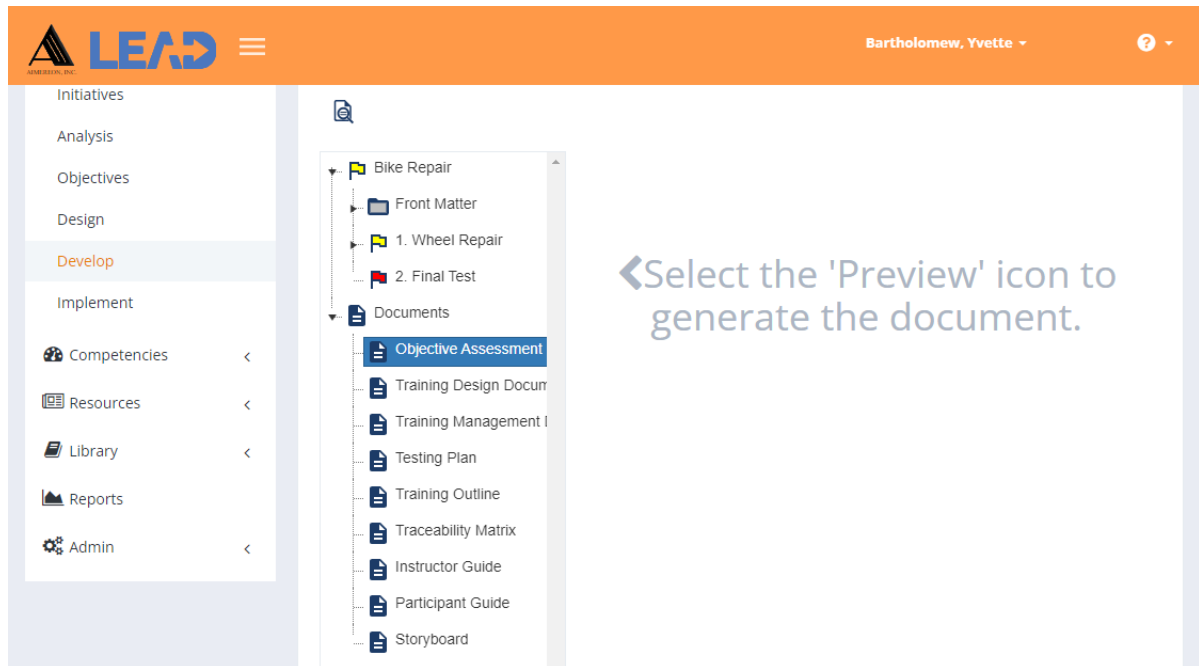 AIMEREON, INC.
LEAD
Bartholomew, Yvette
?
Initiatives
Analysis
Objectives
Design
Develop
Implement
Competencies
Resources
Library
Reports
Admin
Bike Repair
Front Matter
1. Wheel Repair
2. Final Test
Documents
Objective Assessment
Training Design Docum
Training Management
Testing Plan
Training Outline
Traceability Matrix
Instructor Guide
Participant Guide
Storyboard
Select the 'Preview' icon to
generate the document.